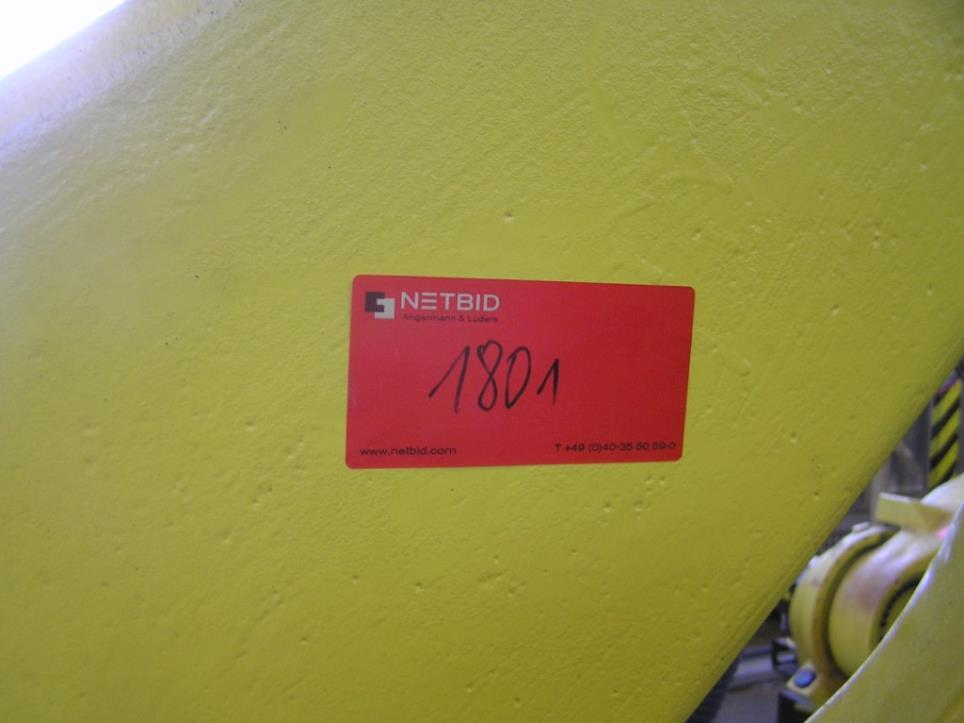 NETBID
Angermann & Lüders
1801
www.netbid.com
T +49 (0)40-35 50 59-0